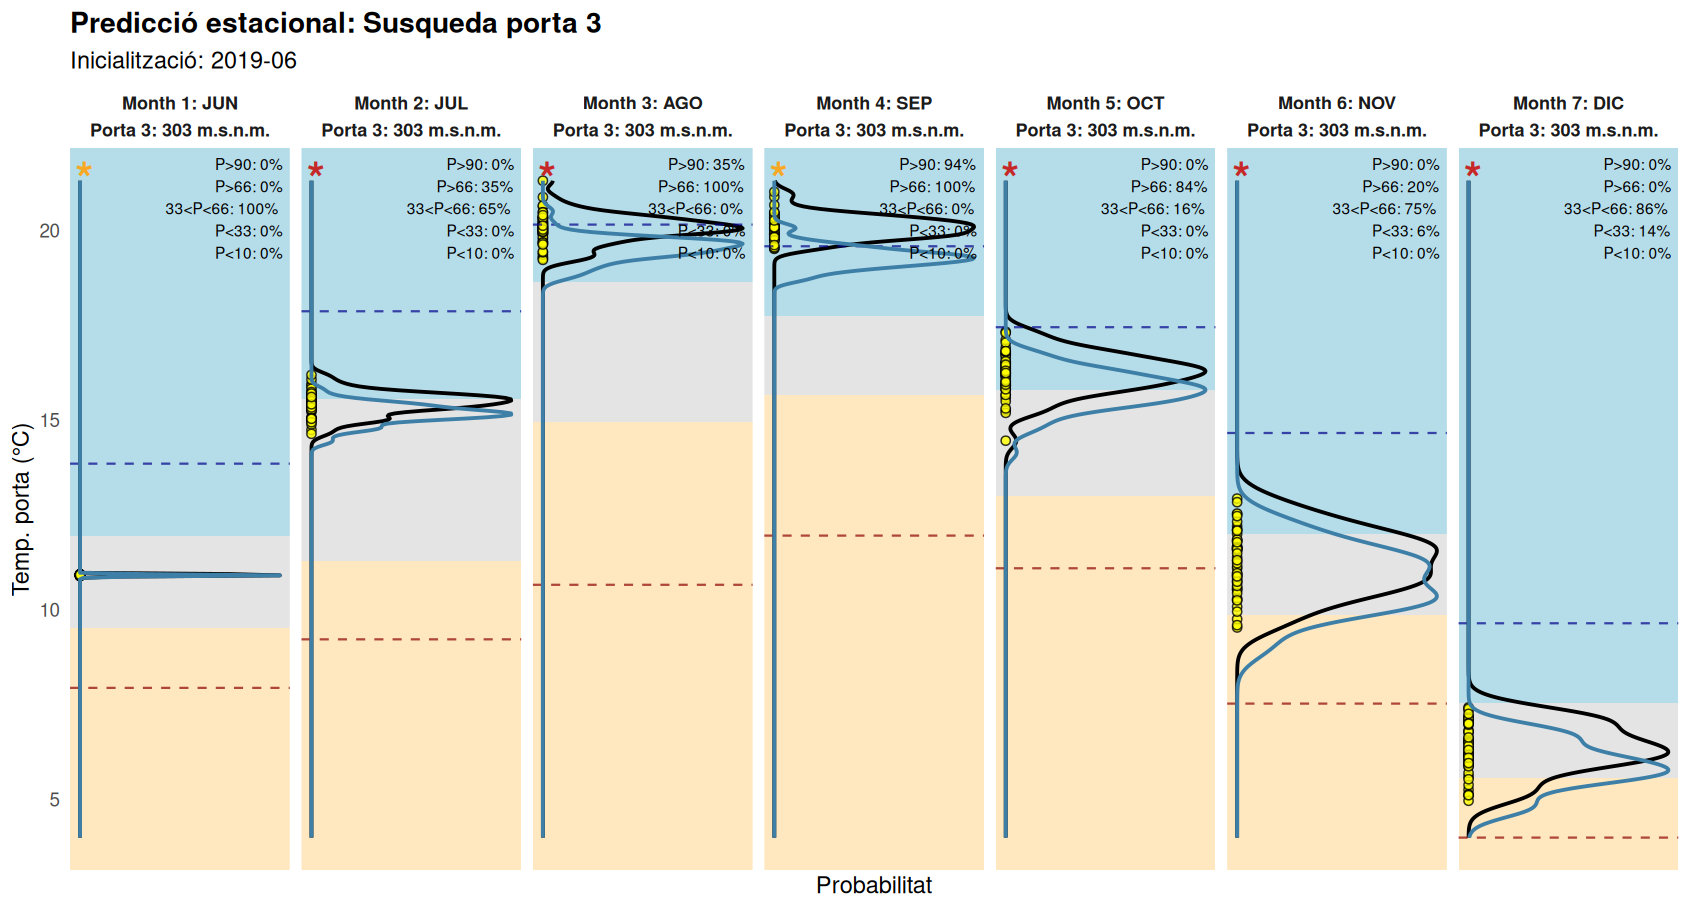 Predicció estacional: Susqueda porta 3
Inicialització: 2019-06
Month 1: JUN
Porta 3: 303 m.s.n.m.
Month 2: JUL
Porta 3: 303 m.s.n.m.
Month 3: AGO
Porta 3: 303 m.s.n.m.
Month 4: SEP
Porta 3: 303 m.s.n.m.
Month 5: OCT
Porta 3: 303 m.s.n.m.
Month 6: NOV
Porta 3: 303 m.s.n.m.
Month 7: DIC
Porta 3: 303 m.s.n.m.
*
P>90: 0%
P>66: 0%
33<P<66: 100%
P<33: 0%
P<10: 0%
*
P>90: 0%
P>66: 35%
33<P<66: 65%
P<33: 0%
P<10: 0%
*
P>90: 35%
P>66: 100%
33<P<66: 0%
P<33: 0%
P<10: 0%
*
P>90: 94%
P>66: 100%
33<P<66: 0%
P<33: 0%
P<10: 0%
*
P>90: 0%
P>66: 84%
33<P<66: 16%
P<33: 0%
P<10: 0%
*
P>90: 0%
P>66: 20%
33<P<66: 75%
P<33: 6%
P<10: 0%
*
P>90: 0%
P>66: 0%
33<P<66: 86%
P<33: 14%
P<10: 0%
20
15
10
5
Temp. porta (°C)
Probabilitat